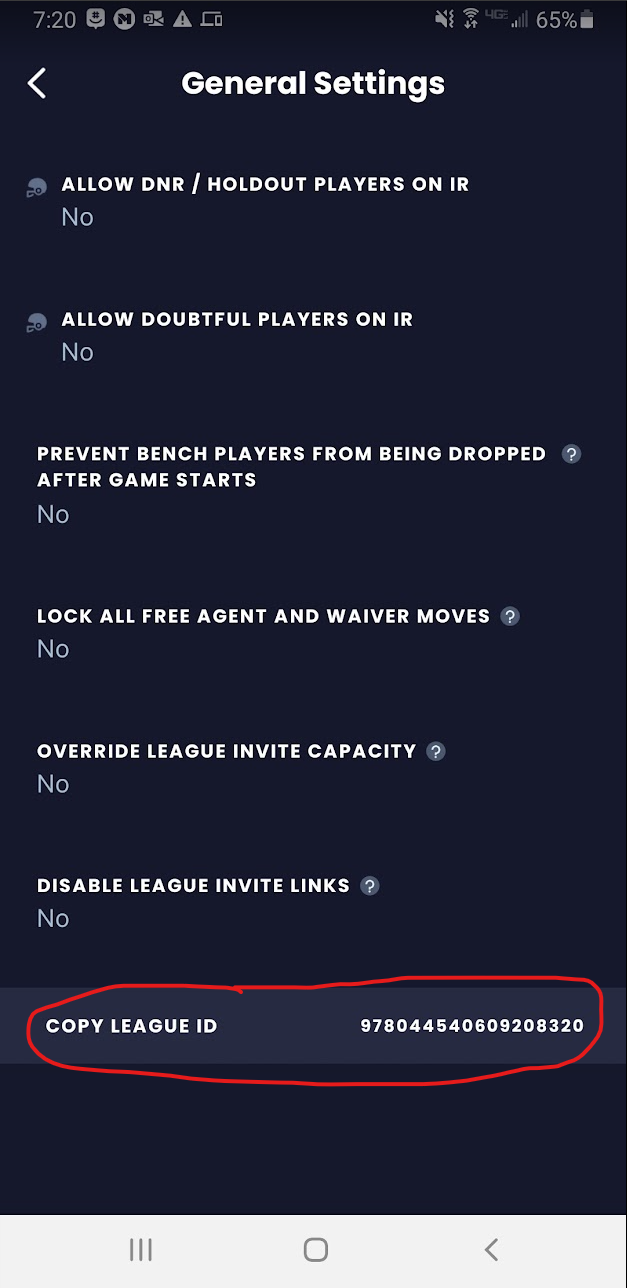 7:20
4GE
65%
General Settings
ALLOW DNR / HOLDOUT PLAYERS ON IR
No
ALLOW DOUBTFUL PLAYERS ON IR
No
PREVENT BENCH PLAYERS FROM BEING DROPPED ?
AFTER GAME STARTS
No
LOCK ALL FREE AGENT AND WAIVER MOVES ?
No
OVERRIDE LEAGUE INVITE CAPACITY ?
No
DISABLE LEAGUE INVITE LINKS ?
No
COPY LEAGUE ID 978044540609208320